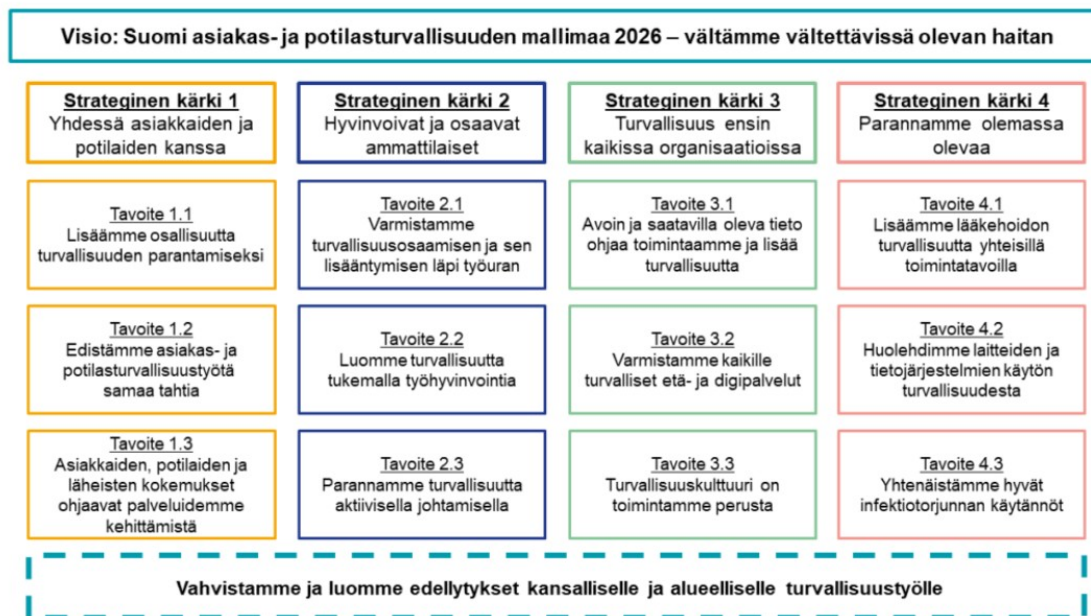 Visio: Suomi asiakas- ja potilasturvallisuuden mallimaa 2026 – vältämme vältettävissä olevan haitan
Strateginen kärki 1
Yhdessä asiakkaiden ja
potilaiden kanssa
Tavoite 1.1
Lisäämme osallisuutta
turvallisuuden parantamiseksi
Tavoite 1.2
Edistämme asiakas- ja
potilasturvallisuustyötä
samaa tahtia
Tavoite 1.3
Asiakkaiden, potilaiden ja
läheisten kokemukset
ohjaavat palveluidemme
kehittämistä
Strateginen kärki 2
Hyvinvoivat ja osaavat
ammattilaiset
Tavoite 2.1
Varmistamme
turvallisuusosaamisen ja sen
lisääntymisen läpi työuran
Tavoite 2.2
Luomme turvallisuutta
tukemalla työhyvinvointia
Tavoite 2.3
Parannamme turvallisuutta
aktiivisella johtamisella
Strateginen kärki 3
Turvallisuus ensin
kaikissa organisaatioissa
Tavoite 3.1
Avoin ja saatavilla oleva tieto
ohjaa toimintaamme ja lisää
turvallisuutta
Tavoite 3.2
Varmistamme kaikille
turvalliset etä- ja digipalvelut
Tavoite 3.3
Turvallisuuskulttuuri on
toimintamme perusta
Strateginen kärki 4
Parannamme olemassa
olevaa
Tavoite 4.1
Lisäämme lääkehoidon
turvallisuutta yhteisillä
toimintatavoilla
Tavoite 4.2
Huolehdimme laitteiden ja
tietojärjestelmien käytön
turvallisuudesta
Tavoite 4.3
Yhtenäistämme hyvät
infektiotorjunnan käytännöt
Vahvistamme ja luomme edellytykset kansalliselle ja alueelliselle turvallisuustyölle